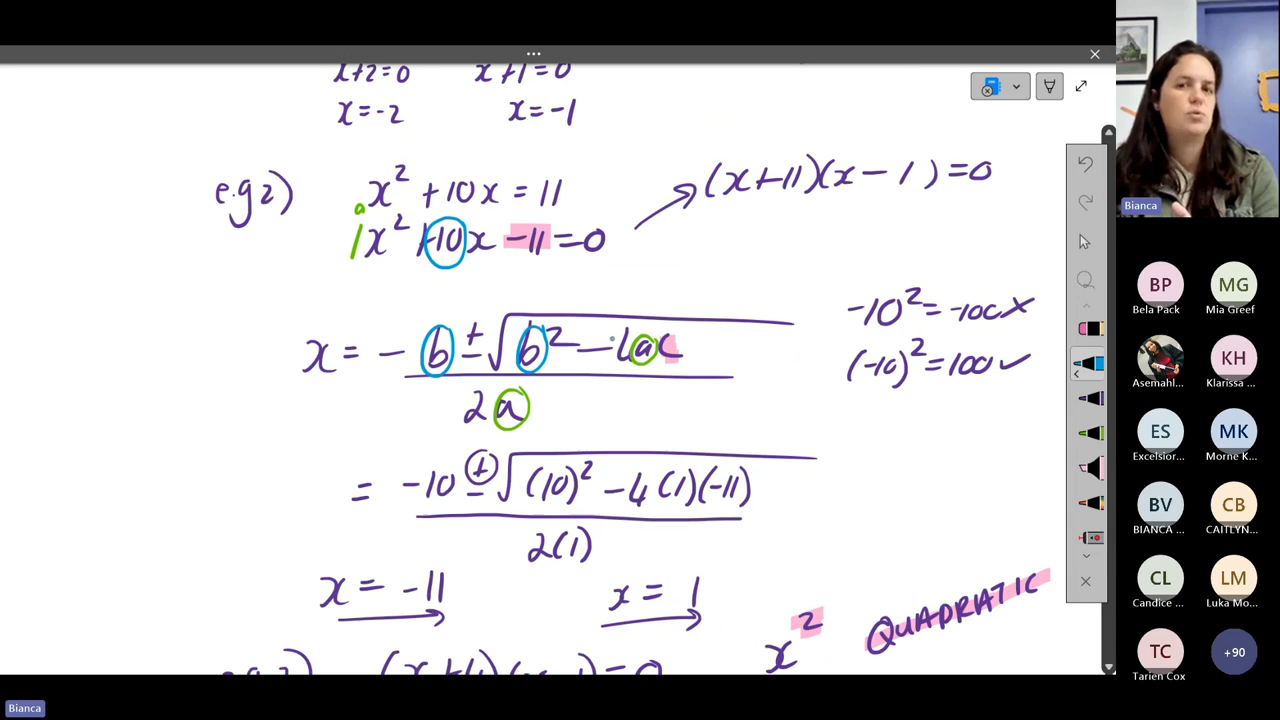 x+2=0 x+1=0
x=-2 x=-1
e.g 2) x² +10x = 11
a
1x² +10x -11 = 0
(x+11)(x-1)=0
x = -b ± √b² -4ac
2a
-10² = -100 ✗
(-10)² = 100 ✓
= -10 ± √(10)² -4(1)(-11)
2(1)
x = -11 x = 1
x² QUADRATIC
Bianca
BP
Bela Pack
MG
Mia Greef
Asemahl...
KH
Klarissa ...
ES
Excelsior...
MK
Morne K...
BV
BIANCA ...
CB
CAITLYN...
CL
Candice ...
LM
Luka Mo...
TC
Tarien Cox
+90
Bianca